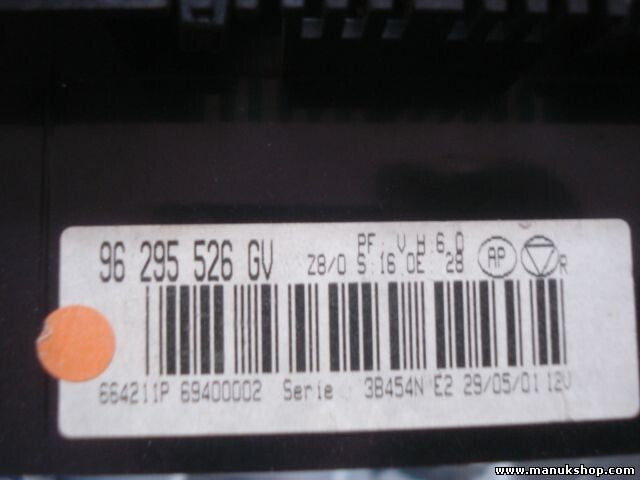 96 295 526 GV
PF: V H 6.0
Z8/0 S:16 OE: 28
AP
R
664211P 69400002 Serie 3B454N E2 29/05/01 12V
www.manukshop.com